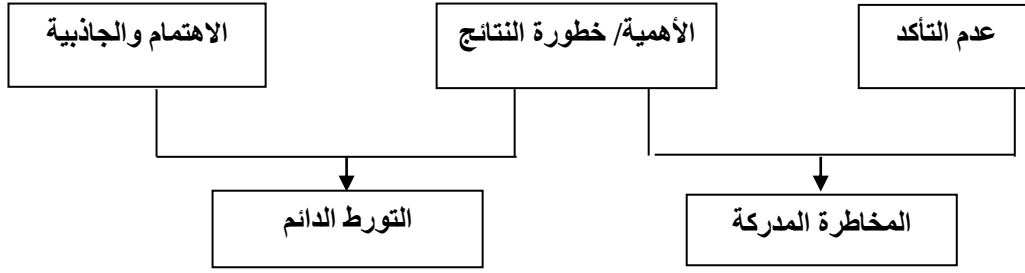 عدم التأكد
الأهمية/ خطورة النتائج
الاهتمام والجاذبية
المخاطرة المدركة
التورط الدائم